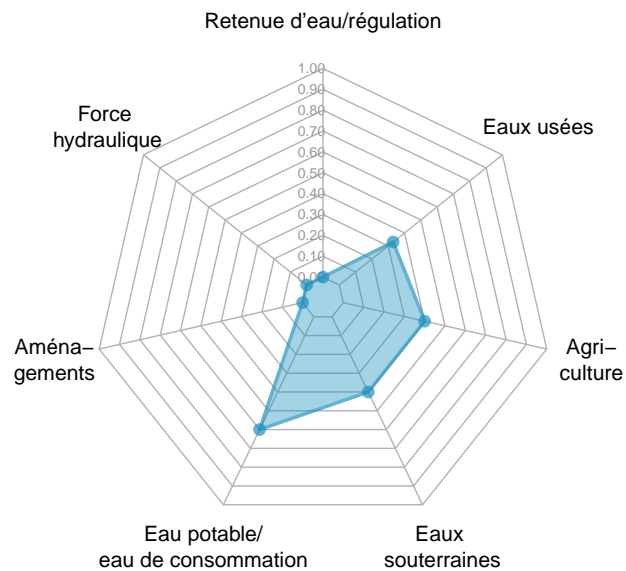 Retenue d’eau/régulation
1.00
0.90
0.80
0.70
0.60
0.50
0.40
0.30
0.20
0.10
0.00
Force
hydraulique
Eaux usées
Aména–
gements
Agri–
culture
Eau potable/
eau de consommation
Eaux
souterraines